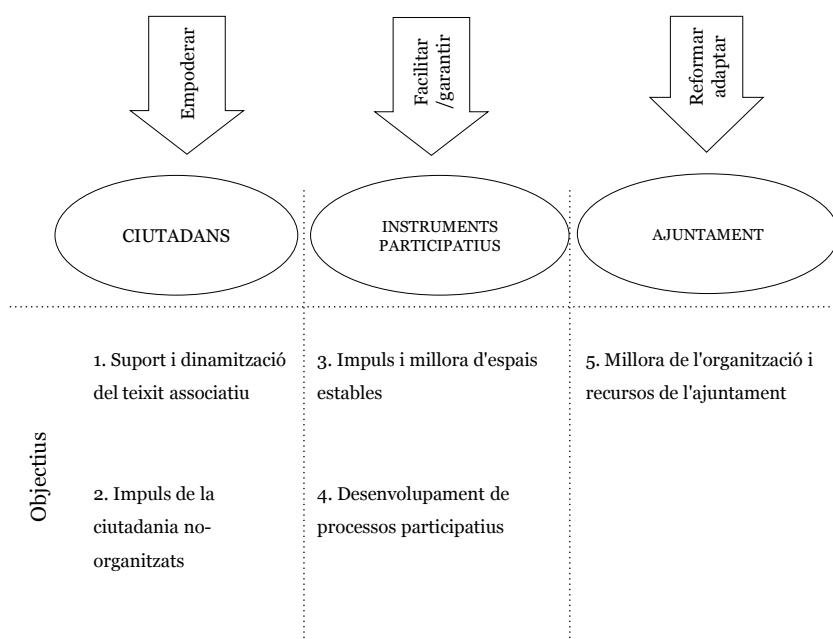 Empoderar
Facilitar
/garantir
Reformar
adaptar
CIUTADANS
INSTRUMENTS
PARTICIPATIUS
AJUNTAMENT
Objectius
1. Suport i dinamització
del teixit associatiu
2. Impuls de la
ciutadania no-
organitzats
3. Impuls i millora d'espais
estables
4. Desenvolupament de
processos participatius
5. Millora de l'organització i
recursos de l'ajuntament